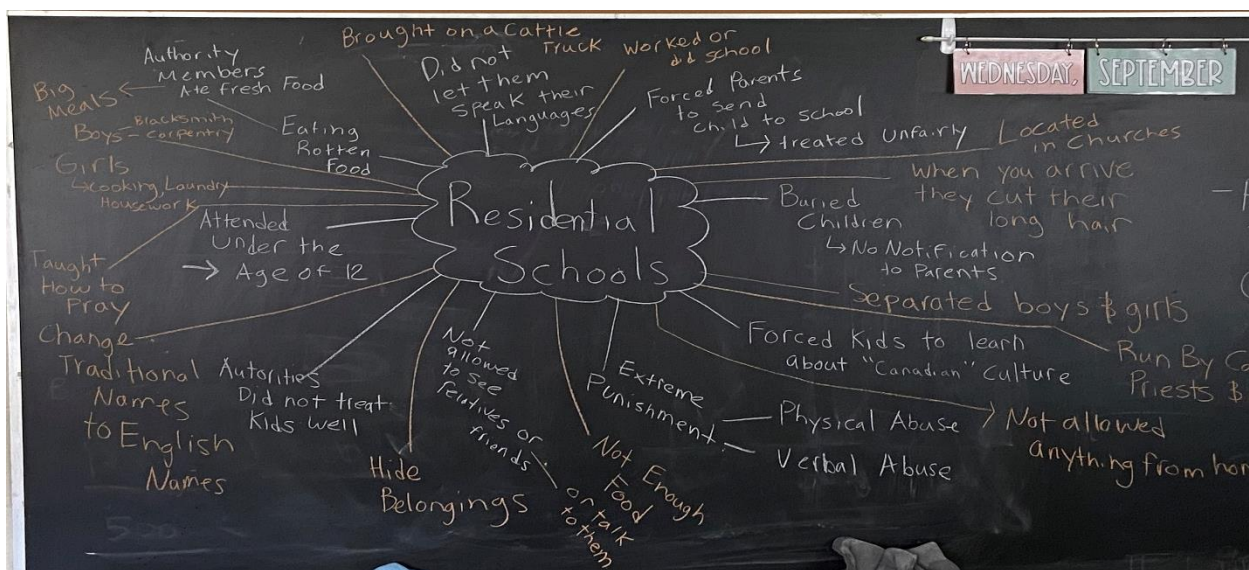 Brought on a Cattle
Truck
Worked or
did school
WEDNESDAY,
SEPTEMBER
Authority
Members
Ate fresh Food
Big
Meals
Did not
let them
speak their
Languages
Forced Parents
to send
Child to school
treated Unfairly
Located
in Churches
Boys - Blacksmith
- Carpentry
Eating
Rotten
Food
Girls
Cooking, Laundry
Housework
when you arrive
they cut their
long hair
Residential
Schools
Buried
Children
No Notification
to Parents
Attended
Under the
Age of 12
Taught
How to
Pray
Separated boys & girls
Change
Traditional
Names
to English
Names
Autorities
Did not treat
Kids well
Hide
Belongings
Not
allowed
to see
relatives or
friends
or talk
to them
Not Enough
Food
Extreme
Punishment
Physical Abuse
Verbal Abuse
Forced Kids to learn
about "Canadian" Culture
Run By
Priests &
Not allowed
anything from